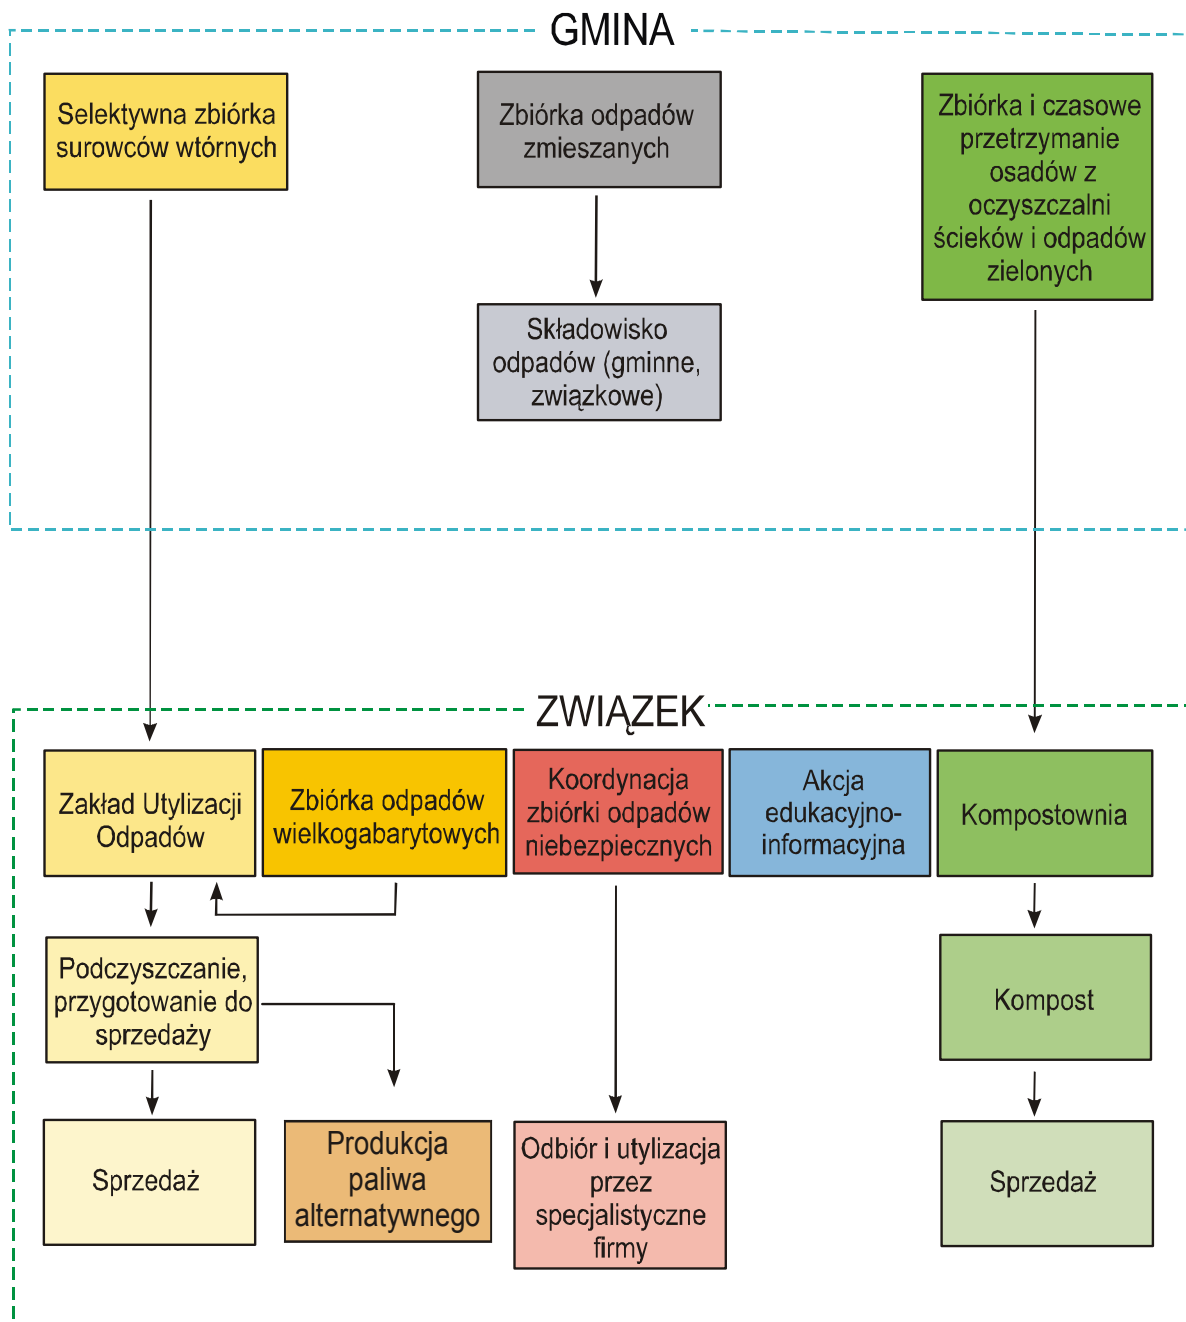 GMINA
Selektywna zbiórka
surowców wtórnych
Zbiórka odpadów
zmieszanych
Zbiórka i czasowe
przetrzymanie
osadów z
oczyszczalni
ścieków i odpadów
zielonych
Składowisko
odpadów (gminne,
związkowe)
ZWIĄZEK
Zakład Utylizacji
Odpadów
Zbiórka odpadów
wielkogabarytowych
Koordynacja
zbiórki odpadów
niebezpiecznych
Akcja
edukacyjno-
informacyjna
Kompostownia
Podczyszczanie,
przygotowanie do
sprzedaży
Kompost
Sprzedaż
Produkcja
paliwa
alternatywnego
Odbiór i utylizacja
przez
specjalistyczne
firmy
Sprzedaż